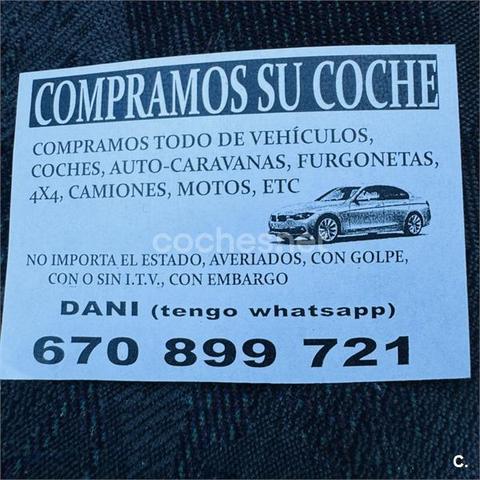 COMPRAMOS SU COCHE
COMPRAMOS TODO DE VEHÍCULOS,
COCHES, AUTO-CARAVANAS, FURGONETAS,
4X4, CAMIONES, MOTOS, ETC
cochesnet
NO IMPORTA EL ESTADO, AVERIADOS, CON GOLPE,
CON O SIN I.T.V., CON EMBARGO
DANI (tengo whatsapp)
670 899 721
C.